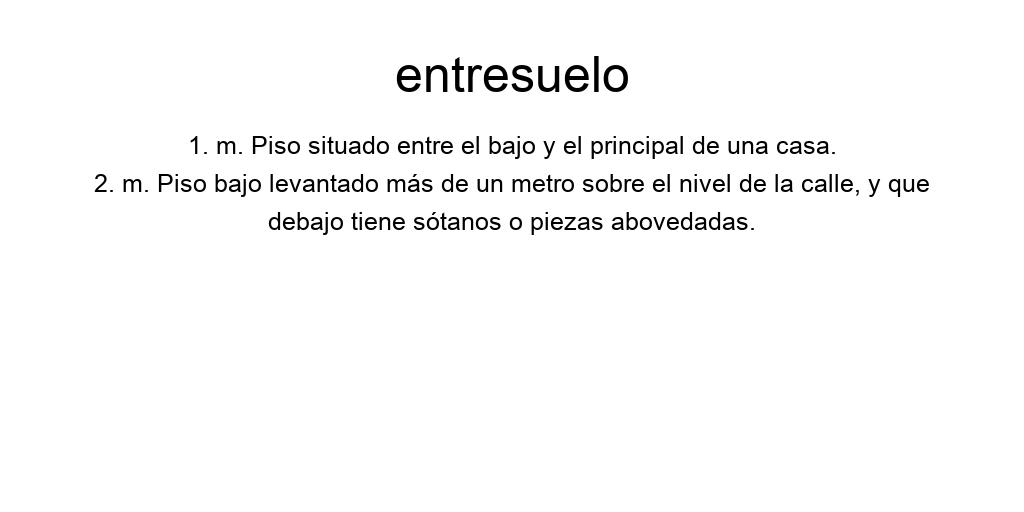 entresuelo
1. m. Piso situado entre el bajo y el principal de una casa.
2. m. Piso bajo levantado más de un metro sobre el nivel de la calle, y que
debajo tiene sótanos o piezas abovedadas.